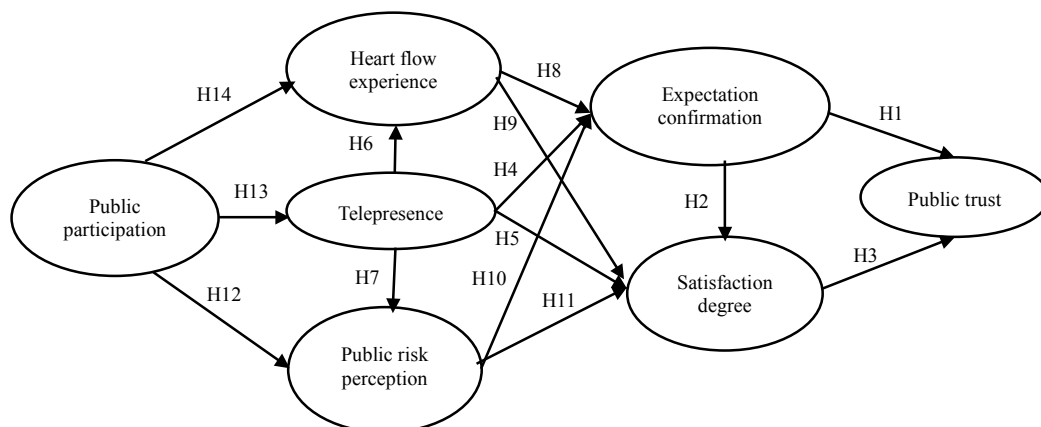 Heart flow
experience
H8
Expectation
confirmation
H1
H14
H9
H6
H4
Public
participation
H13
Telepresence
H2
Public trust
H5
H7
H10
H3
Satisfaction
degree
H12
H11
Public risk
perception